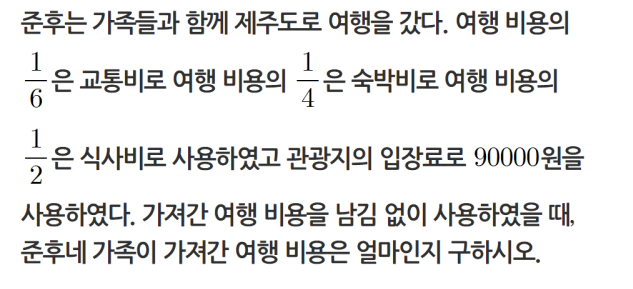 준후는 가족들과 함께 제주도로 여행을 갔다. 여행 비용의
1/6은 교통비로 여행 비용의 1/4은 숙박비로 여행 비용의
1/2은 식사비로 사용하였고 관광지의 입장료로 90000원을
사용하였다. 가져간 여행 비용을 남김 없이 사용하였을 때,
준후네 가족이 가져간 여행 비용은 얼마인지 구하시오.